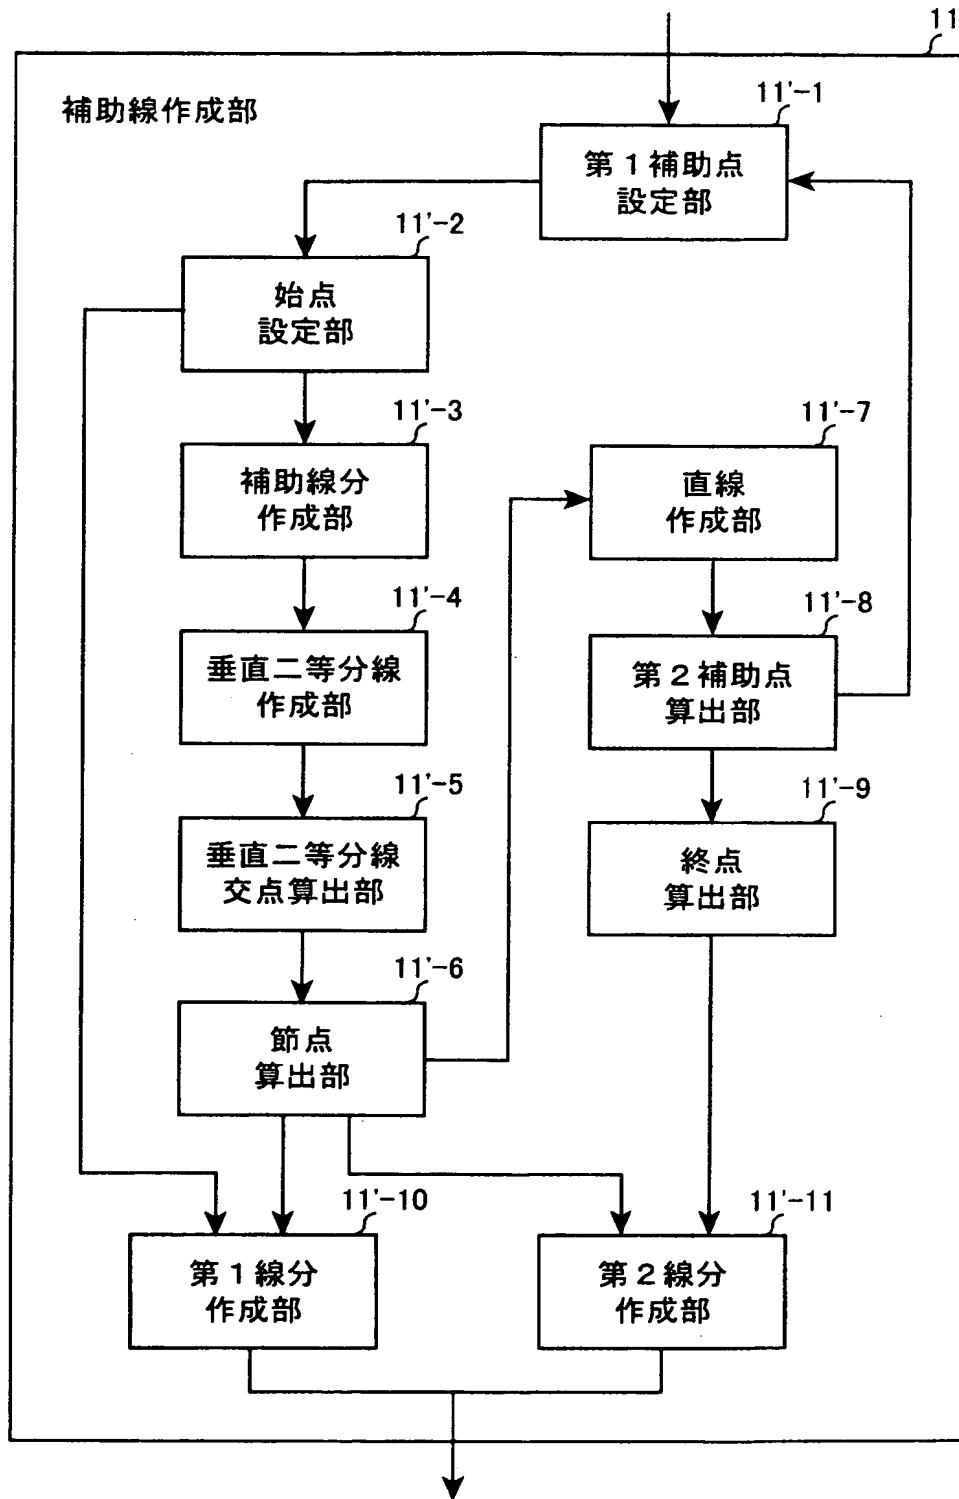 11
補助線作成部
11'-1
第1補助点
設定部
11'-2
始点
設定部
11'-3
補助線分
作成部
11'-7
直線
作成部
11'-4
垂直二等分線
作成部
11'-8
第2補助点
算出部
11'-5
垂直二等分線
交点算出部
11'-9
終点
算出部
11'-6
節点
算出部
11'-10
第1線分
作成部
11'-11
第2線分
作成部